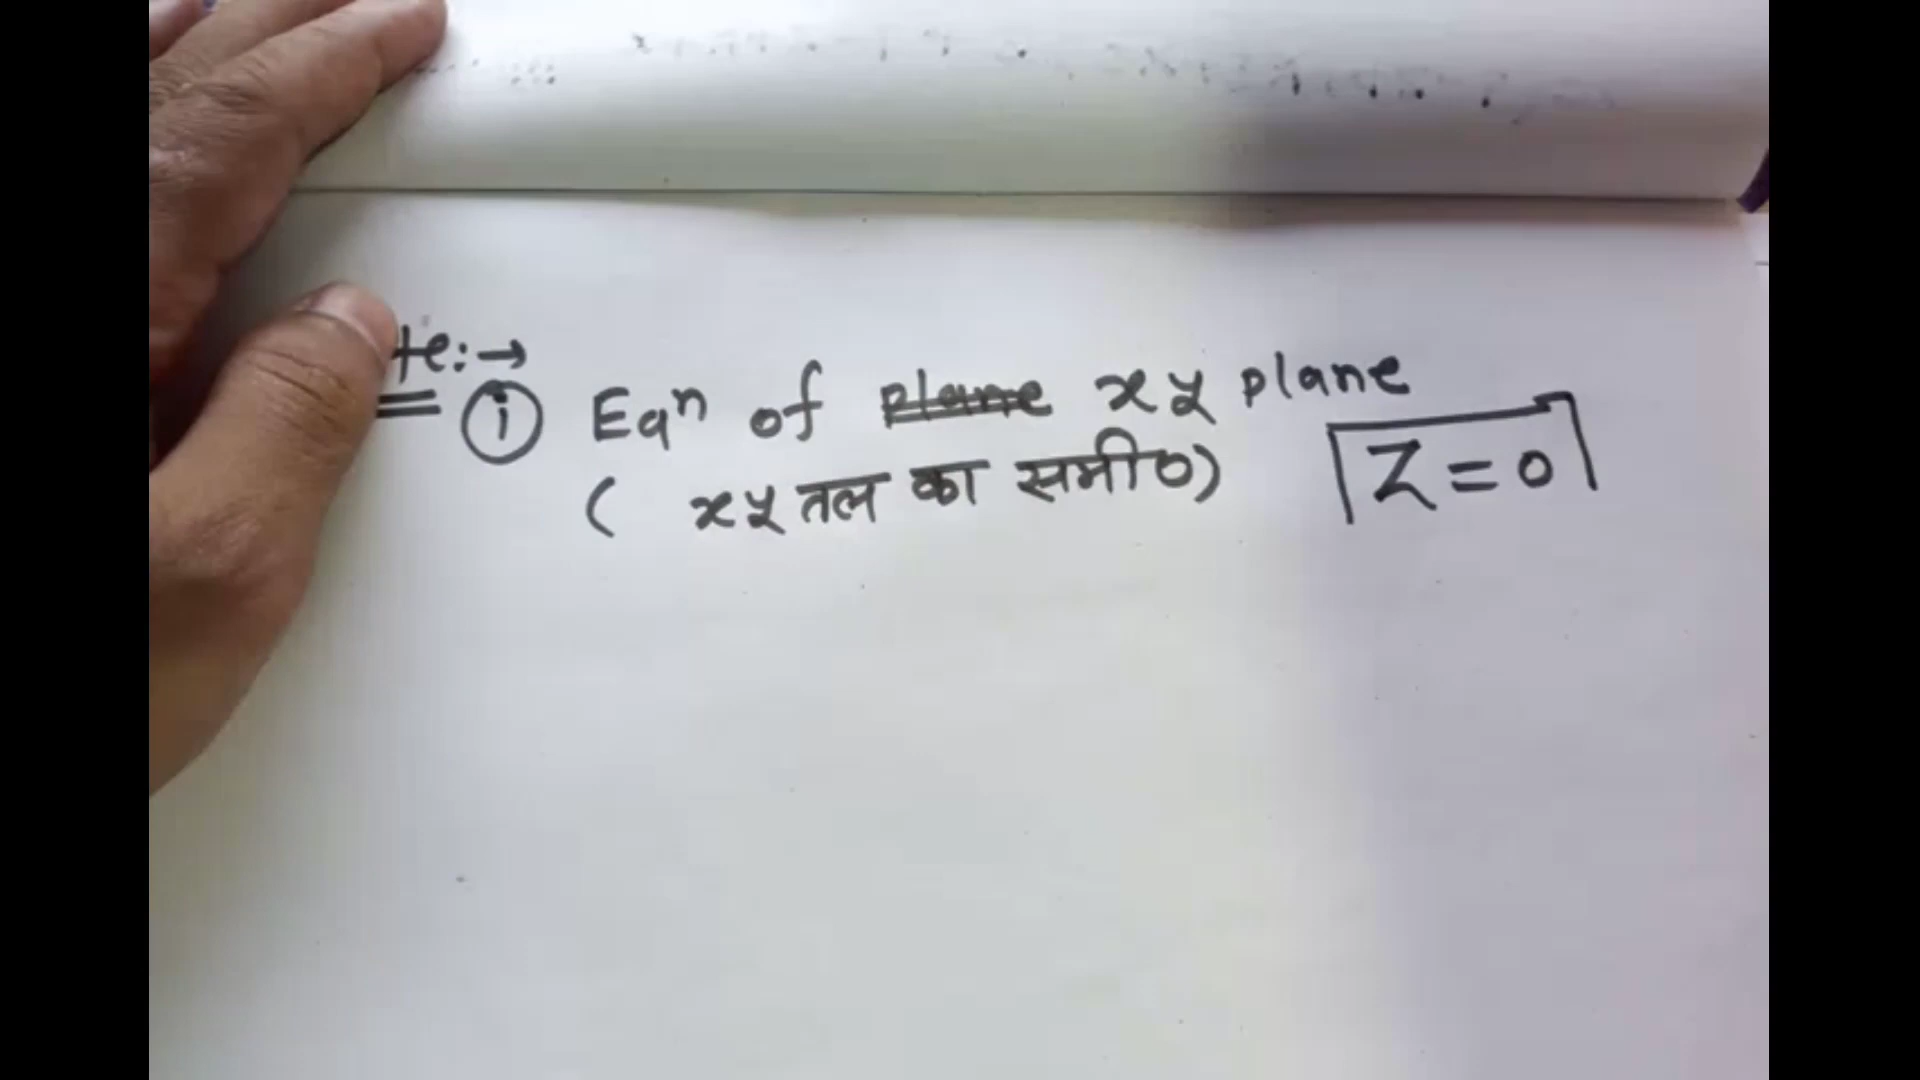 te:→
(i) Eqⁿ of ~~plane~~ xy plane
( xy तल का समी०) Z = 0